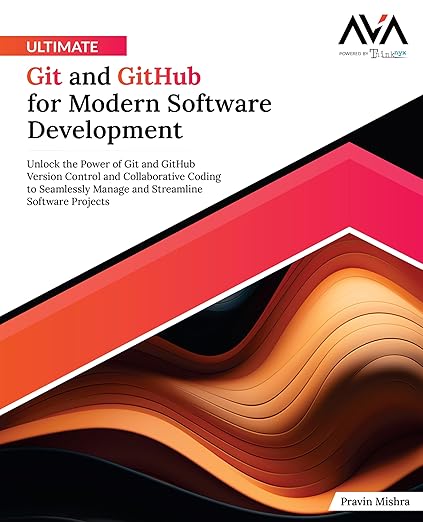 ULTIMATE
AVA
POWERED BY Thinknyx
Git and GitHub
for Modern Software
Development
Unlock the Power of Git and GitHub
Version Control and Collaborative Coding
to Seamlessly Manage and Streamline
Software Projects
Pravin Mishra